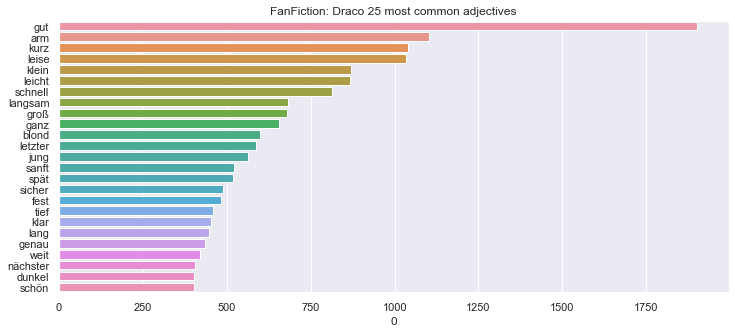 FanFiction: Draco 25 most common adjectives
gut
arm
kurz
leise
klein
leicht
schnell
langsam
groß
ganz
blond
letzter
jung
sanft
spät
sicher
fest
tief
klar
lang
genau
weit
nächster
dunkel
schön
0 250 500 750 1000 1250 1500 1750
0